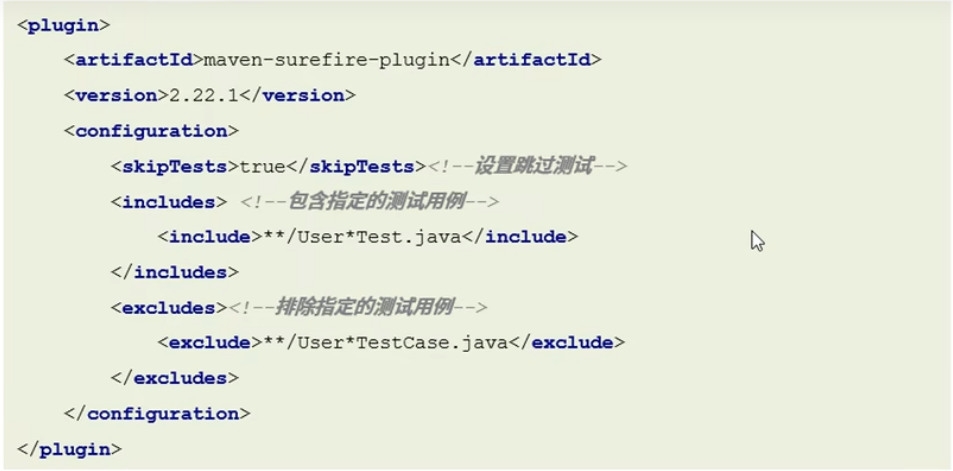 <plugin>
    <artifactId>maven-surefire-plugin</artifactId>
    <version>2.22.1</version>
    <configuration>
        <skipTests>true</skipTests><!--设置跳过测试-->
        <includes> <!--包含指定的测试用例-->
            <include>**/User*Test.java</include>
        </includes>
        <excludes><!--排除指定的测试用例-->
            <exclude>**/User*TestCase.java</exclude>
        </excludes>
    </configuration>
</plugin>